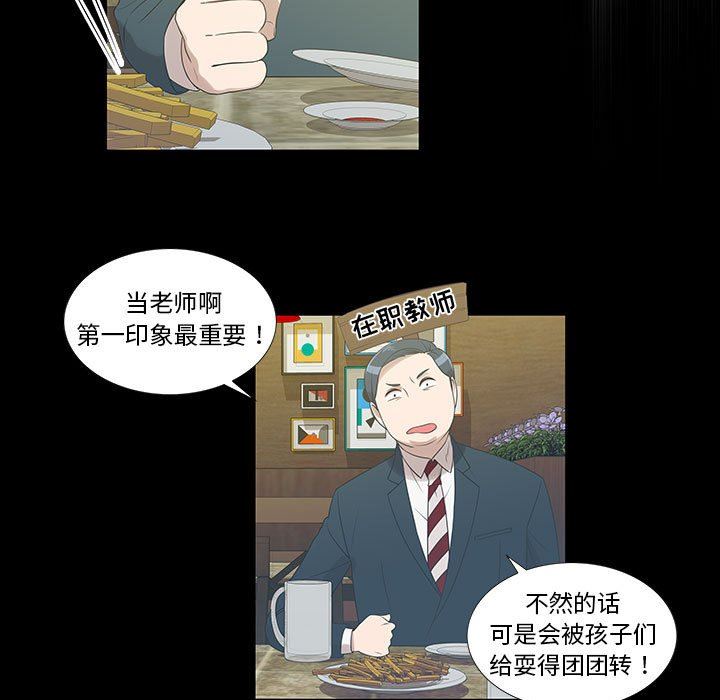 当老师啊
第一印象最重要！
在职教师
不然的话
可是会被孩子们
给耍得团团转！